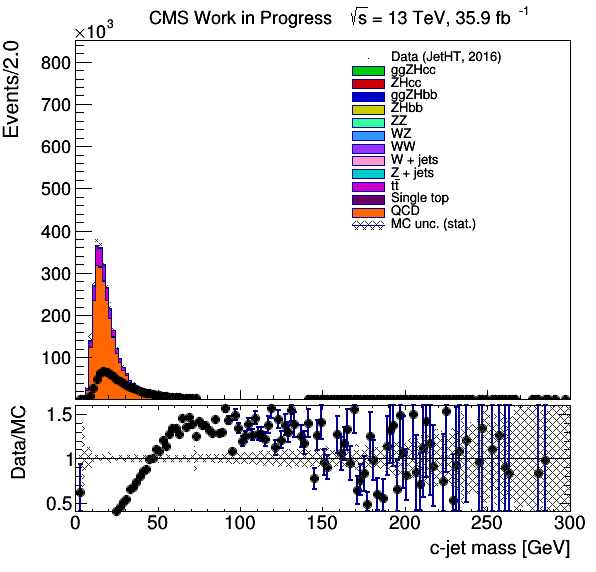 CMS Work in Progress √s = 13 TeV, 35.9 fb⁻¹
×10³
Events/2.0
800
700
600
500
400
300
200
100
Data (JetHT, 2016)
ggZHcc
ZHcc
ggZHbb
ZHbb
ZZ
WZ
WW
W + jets
Z + jets
tt̄
Single top
QCD
MC unc. (stat.)
Data/MC
1.5
1
0.5
0 50 100 150 200 250 300
c-jet mass [GeV]